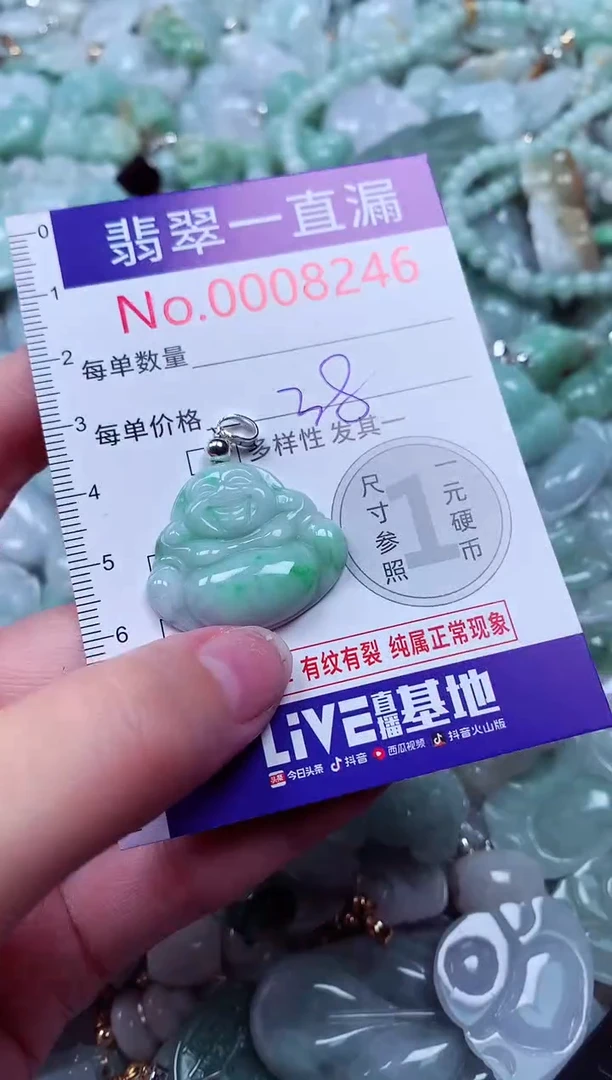 翡翠一直漏
No.0008246
0
1
2
3
4
5
6
每单数量
每单价格 38
多样性 发其一
尺寸参照
1
一元硬币
有纹有裂 纯属正常现象
LIVE直播基地
头条 今日头条 抖音 西瓜视频 抖音火山版